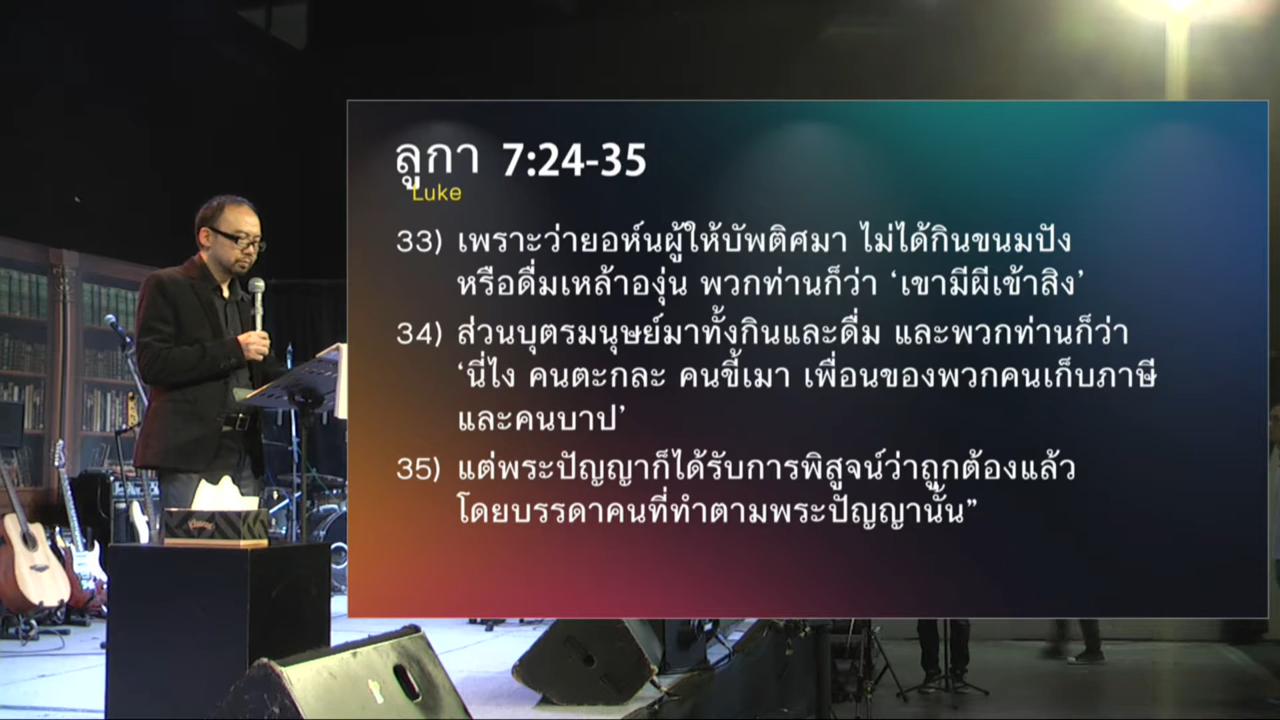 ลูกา 7:24-35
Luke
33) เพราะว่ายอห์นผู้ให้บัพติศมา ไม่ได้กินขนมปัง
หรือดื่มเหล้าองุ่น พวกท่านก็ว่า ‘เขามีผีเข้าสิง’
34) ส่วนบุตรมนุษย์มาทั้งกินและดื่ม และพวกท่านก็ว่า
‘นี่ไง คนตะกละ คนขี้เมา เพื่อนของพวกคนเก็บภาษี
และคนบาป’
35) แต่พระปัญญาก็ได้รับการพิสูจน์ว่าถูกต้องแล้ว
โดยบรรดาคนที่ทำตามพระปัญญานั้น”
Kleenex